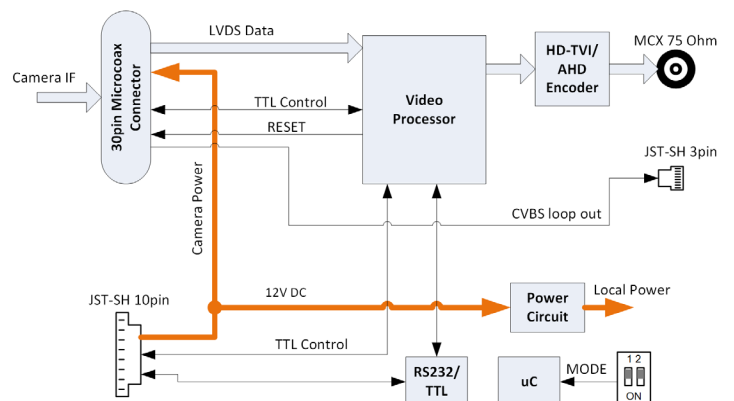 LVDS Data
HD-TVI/
AHD
Encoder
MCX 75 Ohm
Camera IF
30pin Microcoax
Connector
TTL Control
Video
Processor
RESET
JST-SH 3pin
CVBS loop out
Camera Power
JST-SH 10pin
12V DC
Power
Circuit
Local Power
TTL Control
RS232/
TTL
uC
MODE
1 2
ON